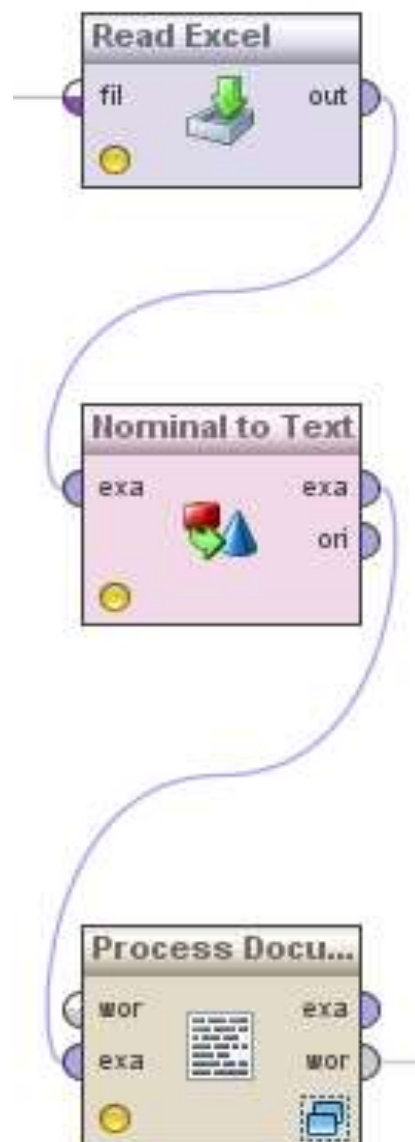 Read Excel
fil out
Nominal to Text
exa exa
ori
Process Docu...
wor exa
exa wor